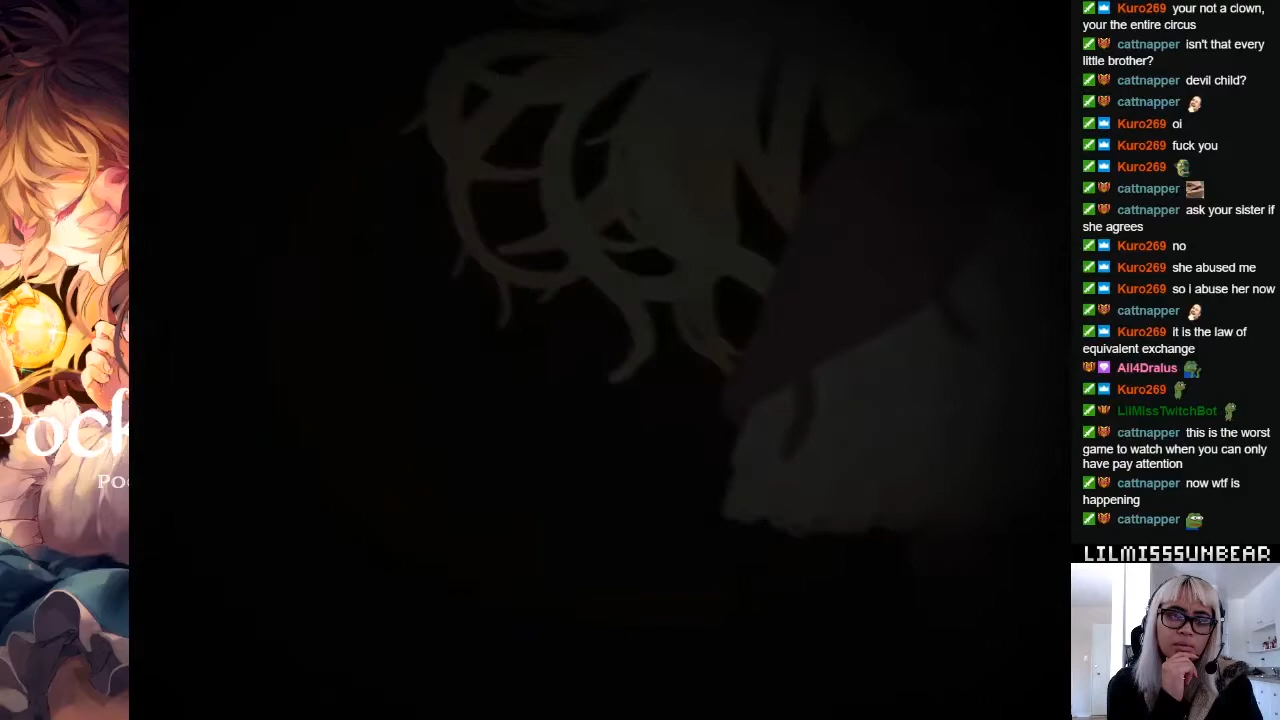 Pock
Poc
Kuro269 your not a clown,
your the entire circus
cattnapper isn't that every
little brother?
cattnapper devil child?
cattnapper
Kuro269 oi
Kuro269 fuck you
Kuro269
cattnapper
cattnapper ask your sister if
she agrees
Kuro269 no
Kuro269 she abused me
Kuro269 so i abuse her now
cattnapper
Kuro269 it is the law of
equivalent exchange
All4Dralus
Kuro269
LilMissTwitchBot
cattnapper this is the worst
game to watch when you can only
have pay attention
cattnapper now wtf is
happening
cattnapper
LILMISSSUNBEAR